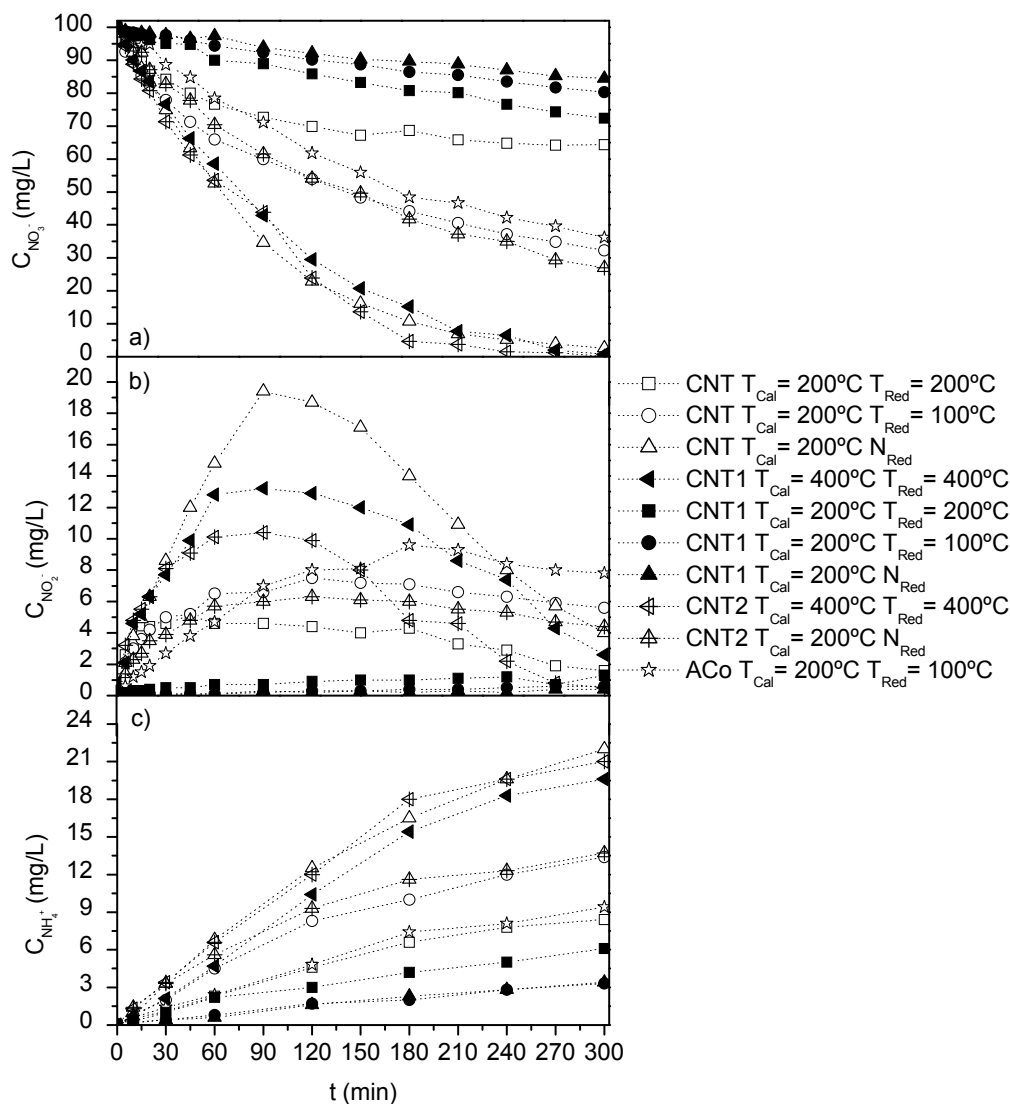 100
90
80
70
60
50
40
30
20
10
0
C_NO3- (mg/L)
a)
20
18
16
14
12
10
8
6
4
2
0
C_NO2- (mg/L)
b)
24
21
18
15
12
9
6
3
0
C_NH4+ (mg/L)
c)
0 30 60 90 120 150 180 210 240 270 300
t (min)
CNT T_Cal= 200ºC T_Red= 200ºC
CNT T_Cal= 200ºC T_Red= 100ºC
CNT T_Cal= 200ºC N_Red
CNT1 T_Cal= 400ºC T_Red= 400ºC
CNT1 T_Cal= 200ºC T_Red= 200ºC
CNT1 T_Cal= 200ºC T_Red= 100ºC
CNT1 T_Cal= 200ºC N_Red
CNT2 T_Cal= 400ºC T_Red= 400ºC
CNT2 T_Cal= 200ºC N_Red
ACo T_Cal= 200ºC T_Red= 100ºC